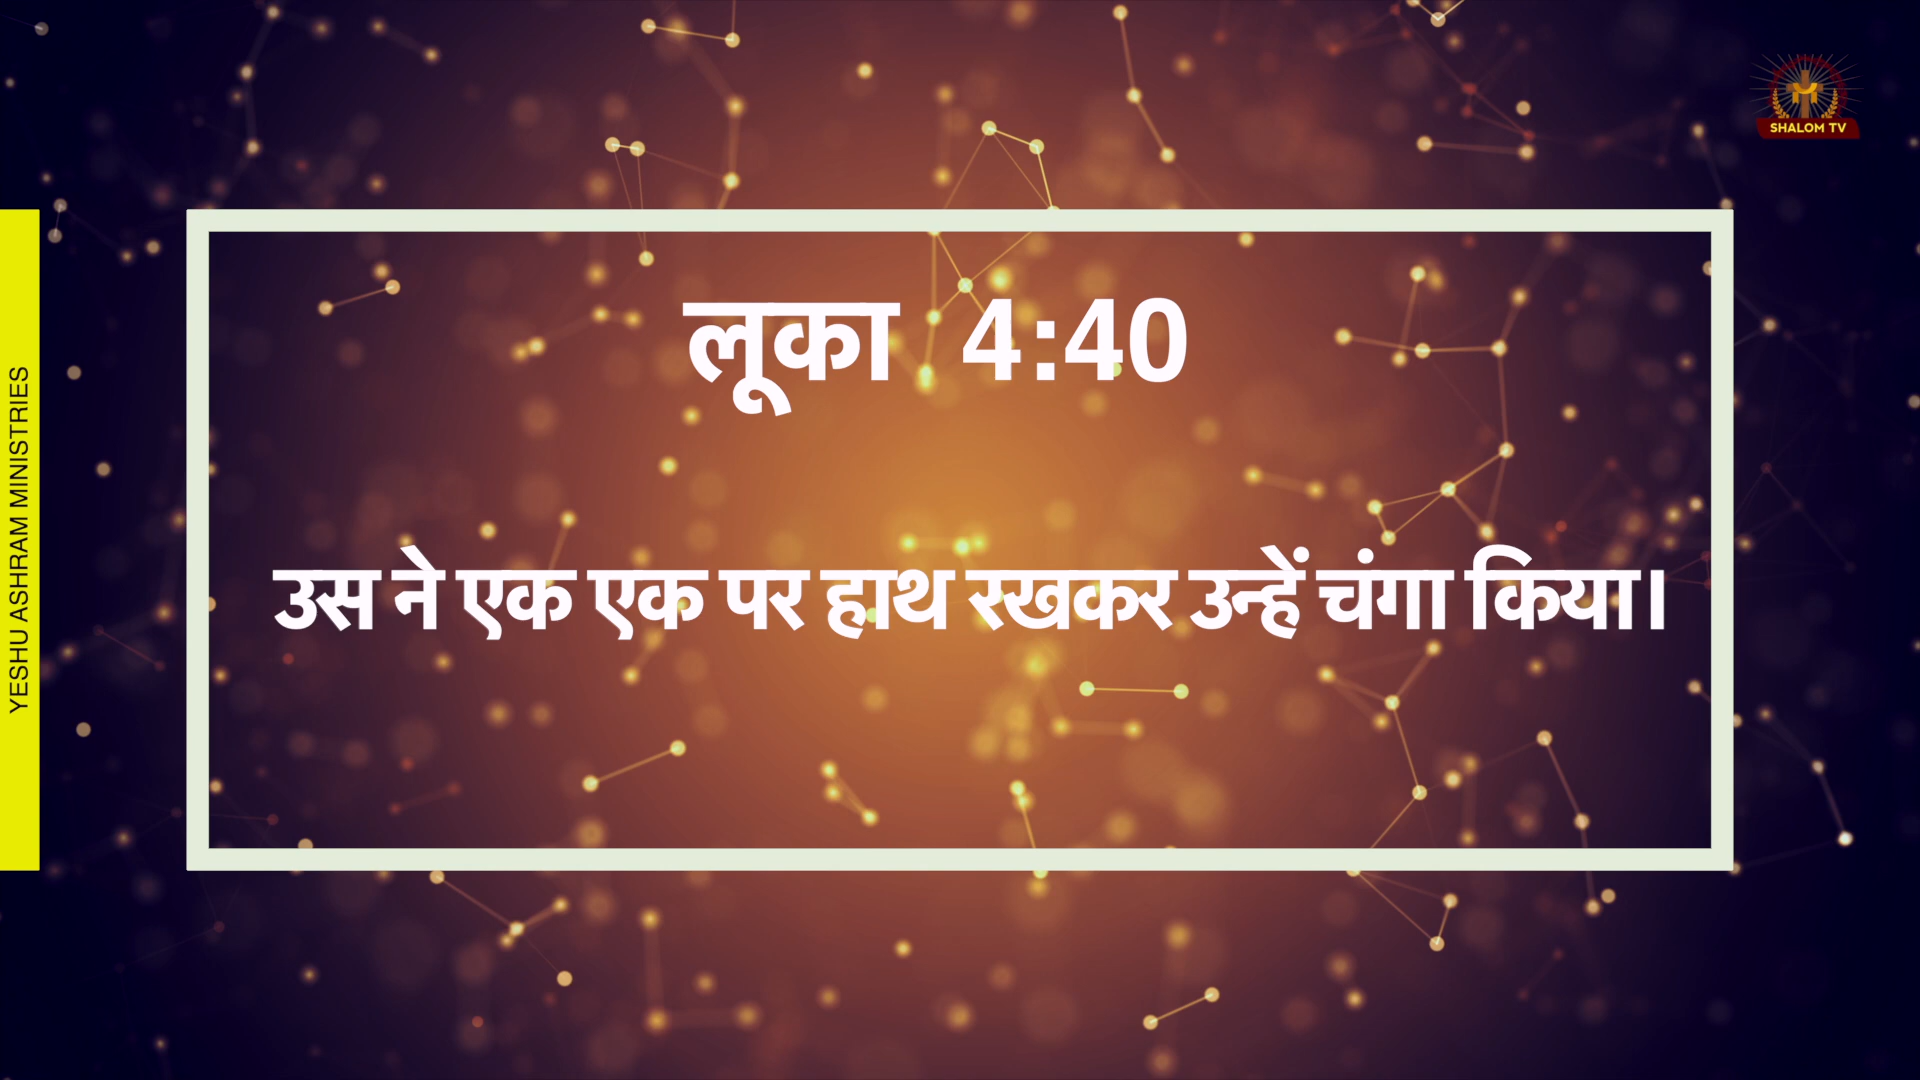 SHALOM TV
लूका 4:40
उस ने एक एक पर हाथ रखकर उन्हें चंगा किया।
YESHU ASHRAM MINISTRIES